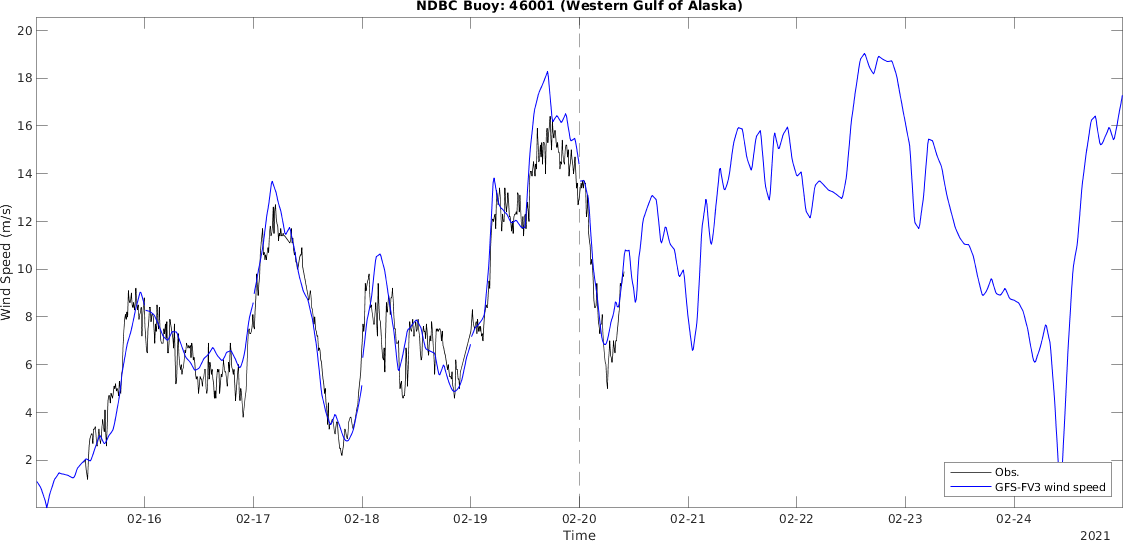 NDBC Buoy: 46001 (Western Gulf of Alaska)
20
18
16
14
12
10
8
6
4
2
Wind Speed (m/s)
Obs.
GFS-FV3 wind speed
02-16 02-17 02-18 02-19 02-20 02-21 02-22 02-23 02-24
Time
2021